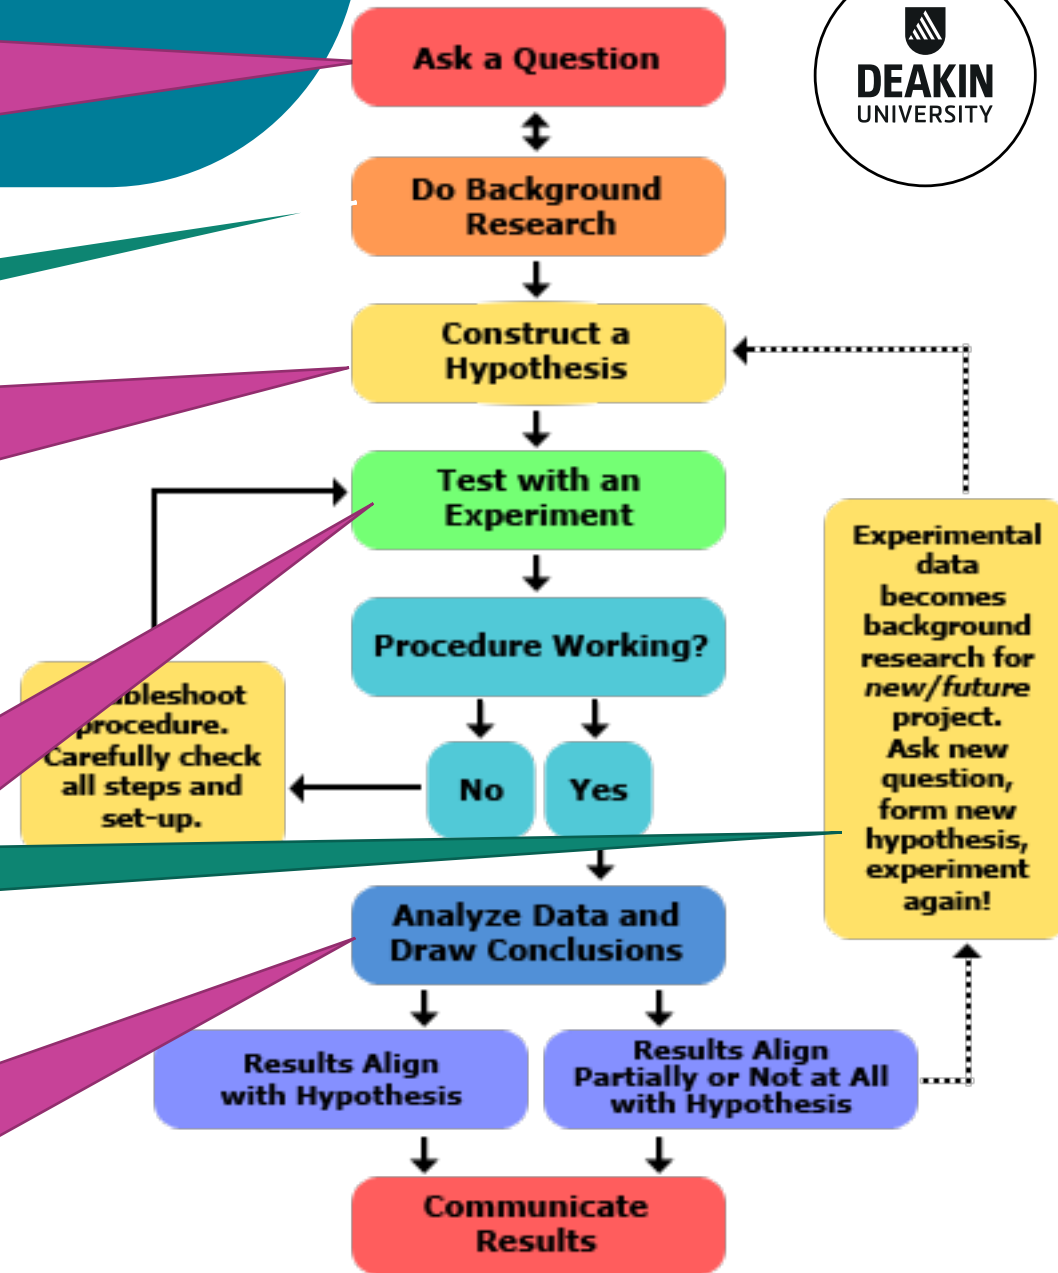 Ask a Question
DEAKIN
UNIVERSITY
Do Background
Research
Construct a
Hypothesis
Test with an
Experiment
Procedure Working?
No
Yes
procedure.
Carefully check
all steps and
set-up.
Experimental
data
becomes
background
research for
new/future
project.
Ask new
question,
form new
hypothesis,
experiment
again!
Analyze Data and
Draw Conclusions
Results Align
with Hypothesis
Results Align
Partially or Not at All
with Hypothesis
Communicate
Results